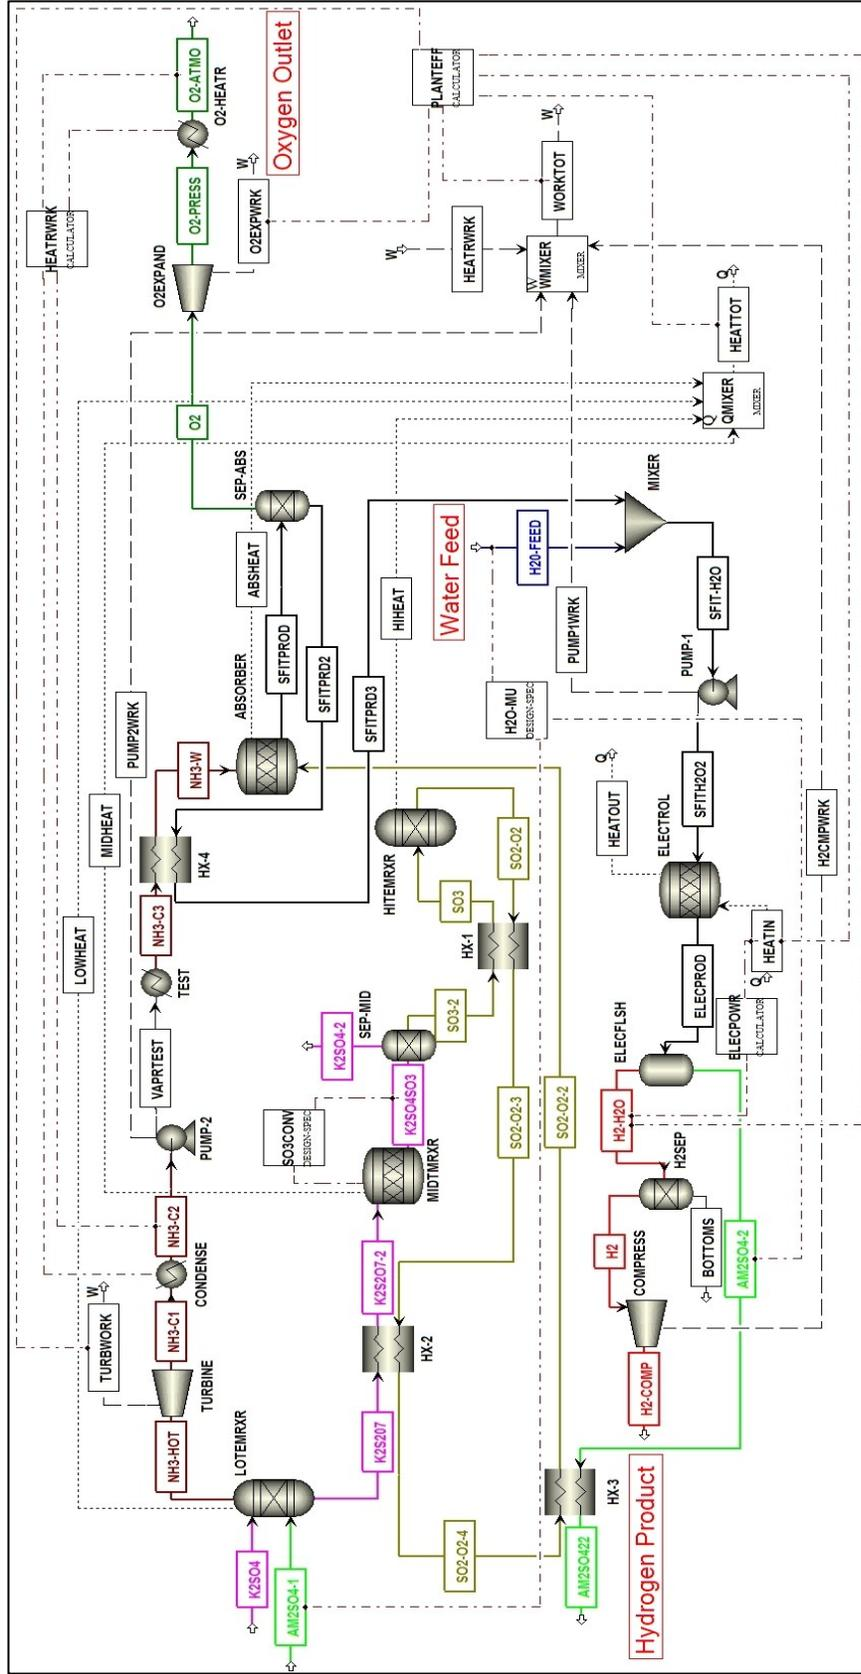 HEATRWRK
CALCULATOR
LOWHEAT
MIDHEAT
TURBWORK
W
PUMP2WRK
NH3-HOT
NH3-C1
NH3-C2
VAPRTEST
NH3-C3
NH3-W
O2
O2-PRESS
O2-ATMO
TURBINE
CONDENSE
PUMP-2
TEST
HX-4
ABSORBER
SEP-ABS
O2EXPAND
O2-HEATR
LOTEMRXR
ABSHEAT
O2EXPWRK
W
Oxygen Outlet
K2SO4
AM2SO4-1
SFITPROD
SFITPRD2
SO3CONV
DESIGN-SPEC
K2SO4-2
SEP-MID
SFITPRD3
K2S207
K2S2O7-2
K2SO4SO3
HITEMRXR
HIHEAT
HX-2
MIDTMRXR
SO3-2
SO3
HX-1
SO2-O2
W
PLANTEFF
CALCULATOR
Water Feed
SO2-O2-4
SO2-O2-3
HEATRWRK
H2O-MU
DESIGN-SPEC
H20-FEED
SO2-O2-2
W
WMIXER
MIXER
WORKTOT
W
PUMP1WRK
AM2SO422
HX-3
HEATOUT
Q
MIXER
H2
H2-H2O
ELECFLSH
Hydrogen Product
H2-COMP
COMPRESS
H2SEP
ELECTROL
PUMP-1
BOTTOMS
ELECPROD
SFITH2O2
SFIT-H2O
Q
QMIXER
MIXER
HEATTOT
Q
AM2SO4-2
ELECPOWR
CALCULATOR
Q
HEATIN
H2CMPWRK